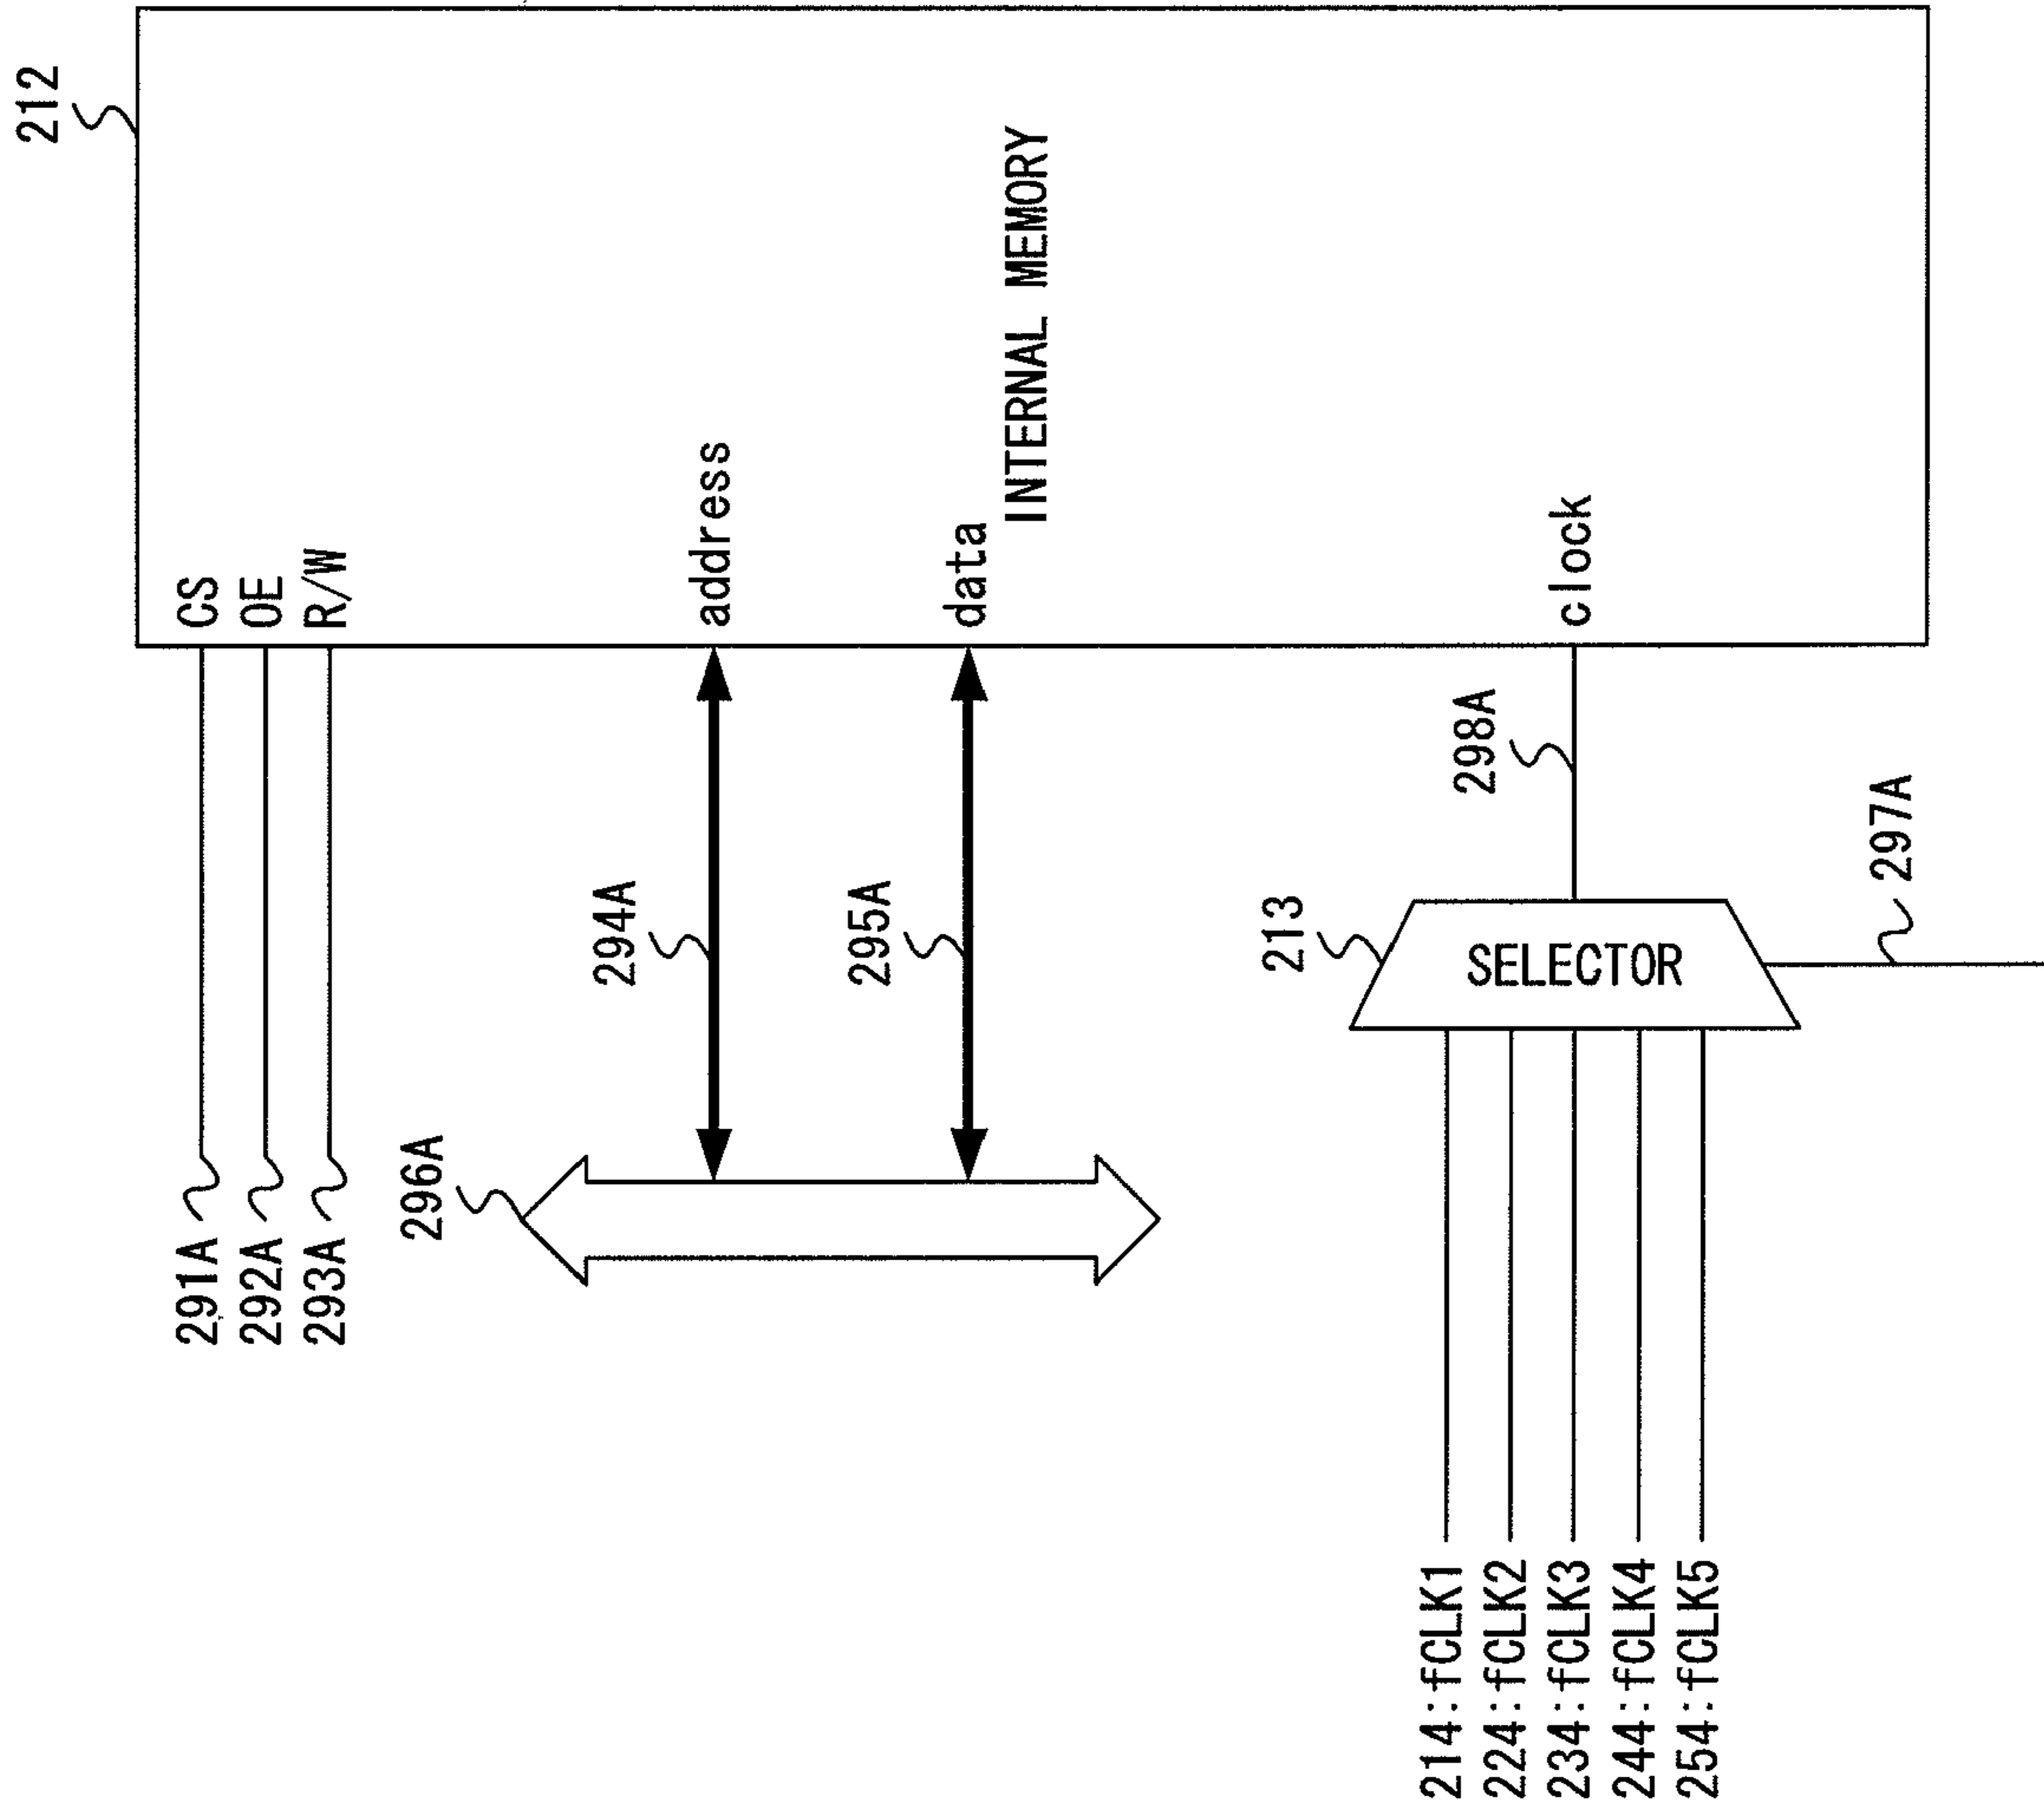 212
CS
OE
R/W
address
data
INTERNAL MEMORY
clock
291A
292A
293A
294A
295A
296A
298A
297A
213
SELECTOR
214:fCLK1
224:fCLK2
234:fCLK3
244:fCLK4
254:fCLK5